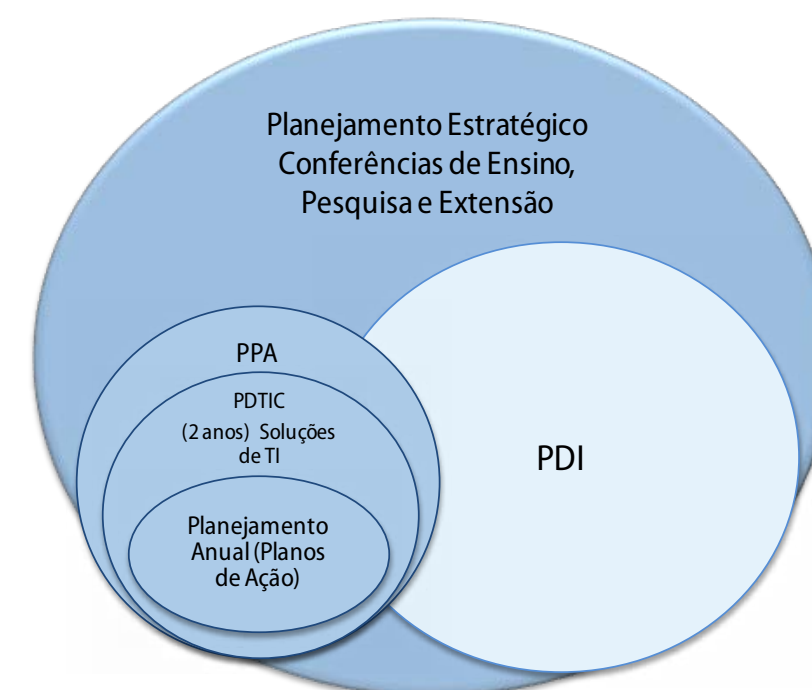 Planejamento Estratégico
Conferências de Ensino,
Pesquisa e Extensão
PPA
PDTIC
(2 anos) Soluções
de TI
Planejamento
Anual (Planos
de Ação)
PDI